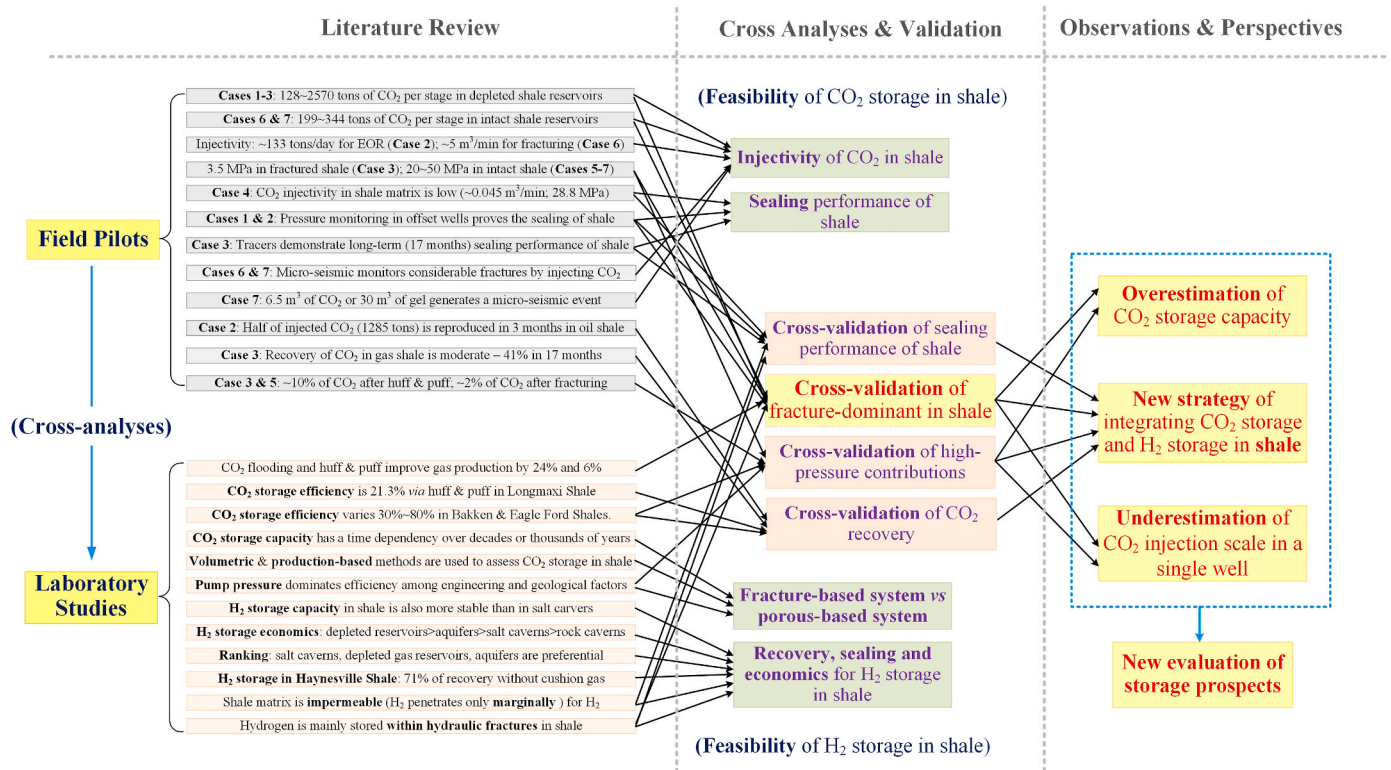 Literature Review
Cross Analyses & Validation
Observations & Perspectives
Cases 1-3: 128~2570 tons of CO₂ per stage in depleted shale reservoirs
Cases 6 & 7: 199~344 tons of CO₂ per stage in intact shale reservoirs
Injectivity: ~133 tons/day for EOR (Case 2); ~5 m³/min for fracturing (Case 6)
3.5 MPa in fractured shale (Case 3); 20~50 MPa in intact shale (Cases 5-7)
Case 4: CO₂ injectivity in shale matrix is low (~0.045 m³/min; 28.8 MPa)
Cases 1 & 2: Pressure monitoring in offset wells proves the sealing of shale
Case 3: Tracers demonstrate long-term (17 months) sealing performance of shale
Cases 6 & 7: Micro-seismic monitors considerable fractures by injecting CO₂
Case 7: 6.5 m³ of CO₂ or 30 m³ of gel generates a micro-seismic event
Case 2: Half of injected CO₂ (1285 tons) is reproduced in 3 months in oil shale
Case 3: Recovery of CO₂ in gas shale is moderate – 41% in 17 months
Case 3 & 5: ~10% of CO₂ after huff & puff; ~2% of CO₂ after fracturing
Field Pilots
(Cross-analyses)
Laboratory
Studies
CO₂ flooding and huff & puff improve gas production by 24% and 6%
CO₂ storage efficiency is 21.3% via huff & puff in Longmaxi Shale
CO₂ storage efficiency varies 30%~80% in Bakken & Eagle Ford Shales.
CO₂ storage capacity has a time dependency over decades or thousands of years
Volumetric & production-based methods are used to assess CO₂ storage in shale
Pump pressure dominates efficiency among engineering and geological factors
H₂ storage capacity in shale is also more stable than in salt carvers
H₂ storage economics: depleted reservoirs>aquifers>salt caverns>rock caverns
Ranking: salt caverns, depleted gas reservoirs, aquifers are preferential
H₂ storage in Haynesville Shale: 71% of recovery without cushion gas
Shale matrix is impermeable (H₂ penetrates only marginally ) for H₂
Hydrogen is mainly stored within hydraulic fractures in shale
(Feasibility of CO₂ storage in shale)
Injectivity of CO₂ in shale
Sealing performance of
shale
Cross-validation of sealing
performance of shale
Cross-validation of
fracture-dominant in shale
Cross-validation of high-
pressure contributions
Cross-validation of CO₂
recovery
Fracture-based system vs
porous-based system
Recovery, sealing and
economics for H₂ storage
in shale
(Feasibility of H₂ storage in shale)
Overestimation of
CO₂ storage capacity
New strategy of
integrating CO₂ storage
and H₂ storage in shale
Underestimation of
CO₂ injection scale in a
single well
New evaluation of
storage prospects